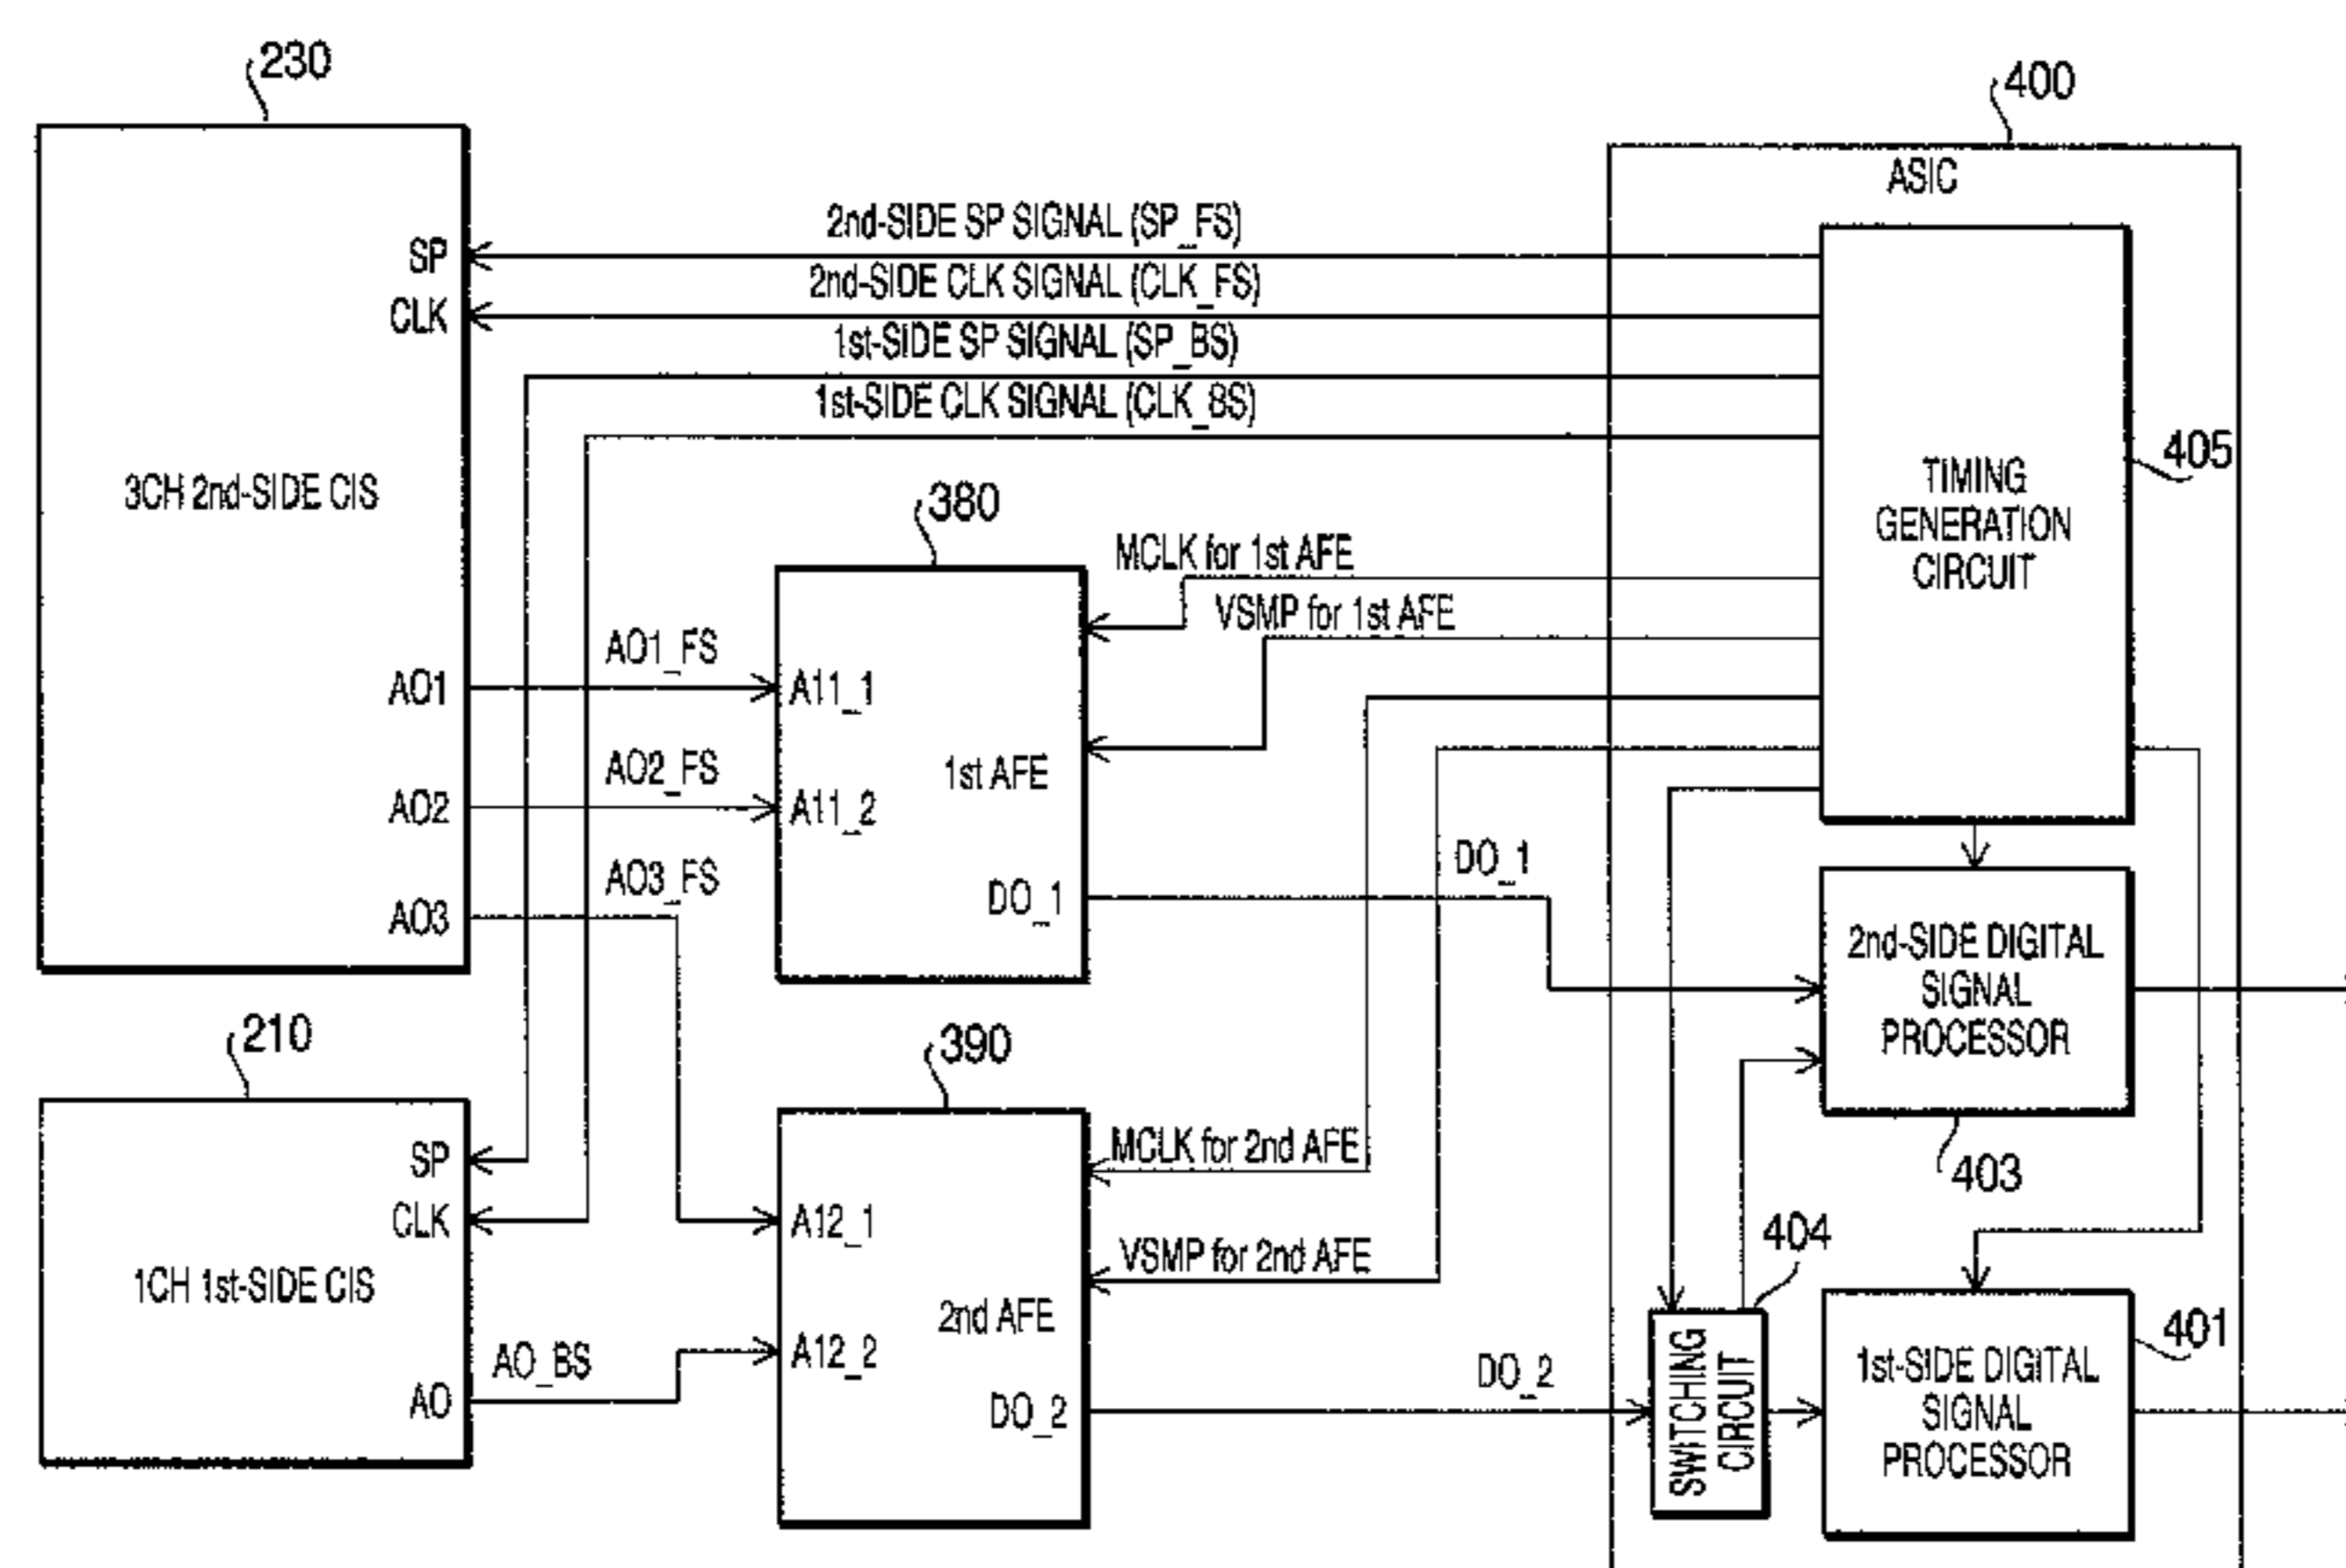 230
400
ASIC
2nd-SIDE SP SIGNAL (SP_FS)
SP
2nd-SIDE CLK SIGNAL (CLK_FS)
CLK
1st-SIDE SP SIGNAL (SP_BS)
1st-SIDE CLK SIGNAL (CLK_BS)
405
3CH 2nd-SIDE CIS
380
TIMING
GENERATION
CIRCUIT
MCLK for 1st AFE
VSMP for 1st AFE
AO1_FS
AO1
A11_1
AO2_FS
1st AFE
AO2
A11_2
AO3_FS
DO_1
DO_1
AO3
2nd-SIDE DIGITAL
SIGNAL
PROCESSOR
210
390
403
SP
MCLK for 2nd AFE
CLK
A12_1
404
VSMP for 2nd AFE
1CH 1st-SIDE CIS
2nd AFE
401
AO_BS
A12_2
DO_2
AO
DO_2
SWITCHING
CIRCUIT
1st-SIDE DIGITAL
SIGNAL
PROCESSOR